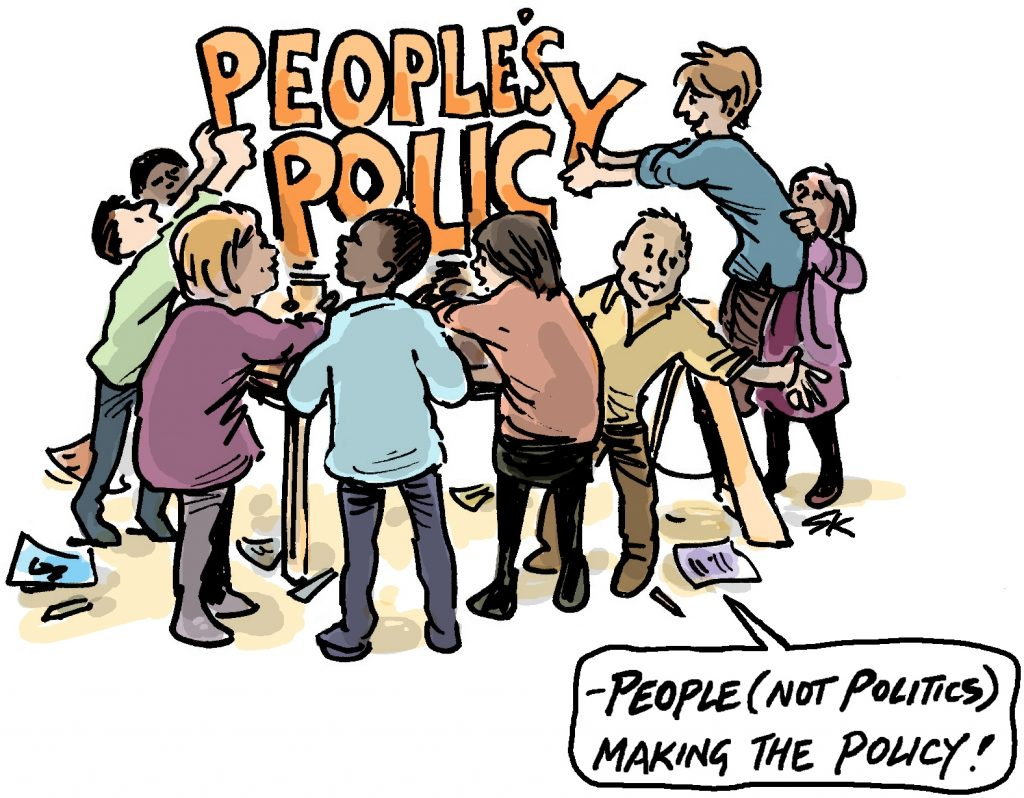 PEOPLE'S
POLICY
SK
-PEOPLE (NOT POLITICS)
MAKING THE POLICY!